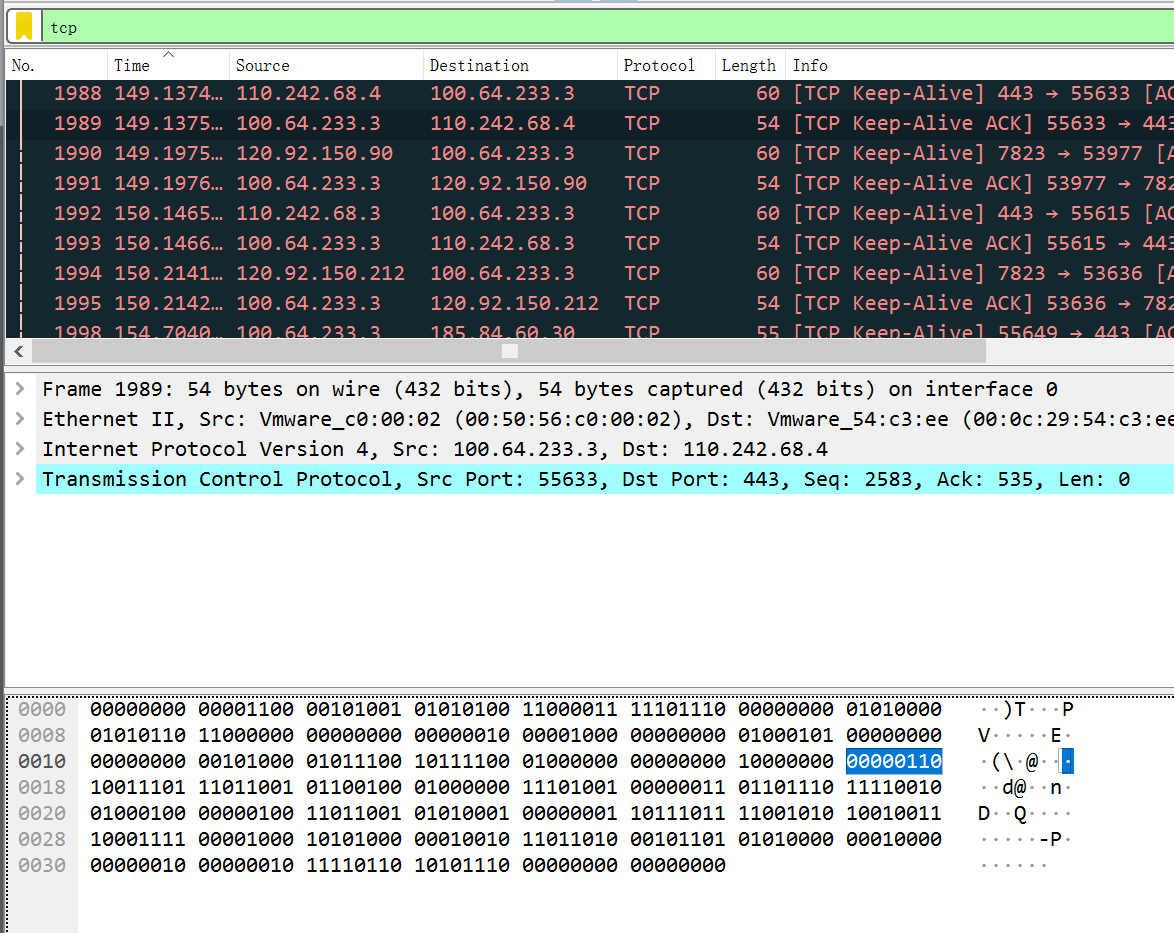 tcp
No. Time Source Destination Protocol Length Info
1988 149.1374… 110.242.68.4 100.64.233.3 TCP 60 [TCP Keep-Alive] 443 → 55633 [AC
1989 149.1375… 100.64.233.3 110.242.68.4 TCP 54 [TCP Keep-Alive ACK] 55633 → 443
1990 149.1975… 120.92.150.90 100.64.233.3 TCP 60 [TCP Keep-Alive] 7823 → 53977 [A
1991 149.1976… 100.64.233.3 120.92.150.90 TCP 54 [TCP Keep-Alive ACK] 53977 → 782
1992 150.1465… 110.242.68.3 100.64.233.3 TCP 60 [TCP Keep-Alive] 443 → 55615 [AC
1993 150.1466… 100.64.233.3 110.242.68.3 TCP 54 [TCP Keep-Alive ACK] 55615 → 443
1994 150.2141… 120.92.150.212 100.64.233.3 TCP 60 [TCP Keep-Alive] 7823 → 53636 [A
1995 150.2142… 100.64.233.3 120.92.150.212 TCP 54 [TCP Keep-Alive ACK] 53636 → 782
1998 154.7040… 100.64.233.3 185.84.60.30 TCP 55 [TCP Keep-Alive] 55649 → 443 [AC
Frame 1989: 54 bytes on wire (432 bits), 54 bytes captured (432 bits) on interface 0
Ethernet II, Src: Vmware_c0:00:02 (00:50:56:c0:00:02), Dst: Vmware_54:c3:ee (00:0c:29:54:c3:ee
Internet Protocol Version 4, Src: 100.64.233.3, Dst: 110.242.68.4
Transmission Control Protocol, Src Port: 55633, Dst Port: 443, Seq: 2583, Ack: 535, Len: 0
0000 00000000 00001100 00101001 01010100 11000011 11101110 00000000 01010000 ··)T···P
0008 01010110 11000000 00000000 00000010 00001000 00000000 01000101 00000000 V·····E·
0010 00000000 00101000 01011100 10111100 01000000 00000000 10000000 00000110 ·(\·@···
0018 10011101 11011001 01100100 01000000 11101001 00000011 01101110 11110010 ··d@··n·
0020 01000100 00000100 11011001 01010001 00000001 10111011 11001010 10010011 D··Q····
0028 10001111 00001000 10101000 00010010 11011010 00101101 01010000 00010000 ·····-P·
0030 00000010 00000010 11110110 10101110 00000000 00000000 ······